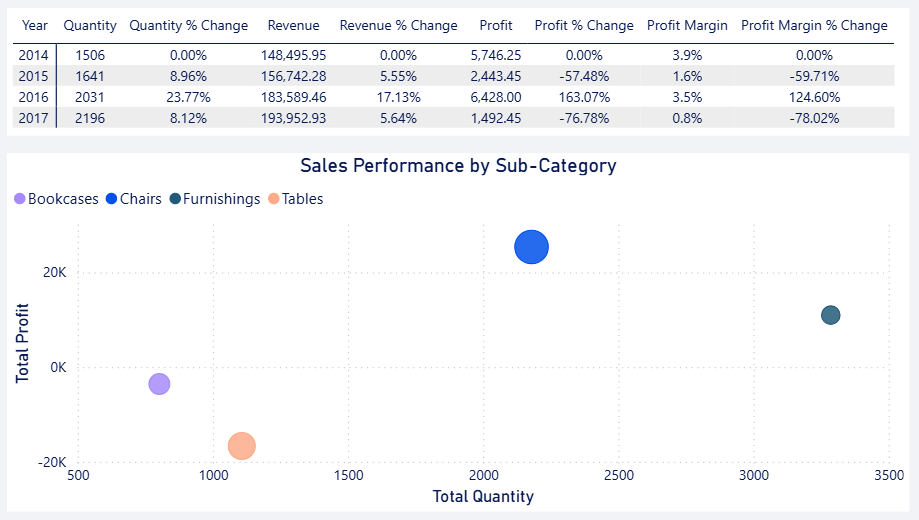 Year Quantity Quantity % Change Revenue Revenue % Change Profit Profit % Change Profit Margin Profit Margin % Change
2014 1506 0.00% 148,495.95 0.00% 5,746.25 0.00% 3.9% 0.00%
2015 1641 8.96% 156,742.28 5.55% 2,443.45 -57.48% 1.6% -59.71%
2016 2031 23.77% 183,589.46 17.13% 6,428.00 163.07% 3.5% 124.60%
2017 2196 8.12% 193,952.93 5.64% 1,492.45 -76.78% 0.8% -78.02%
Sales Performance by Sub-Category
Bookcases Chairs Furnishings Tables
20K
0K
-20K
Total Profit
500 1000 1500 2000 2500 3000 3500
Total Quantity